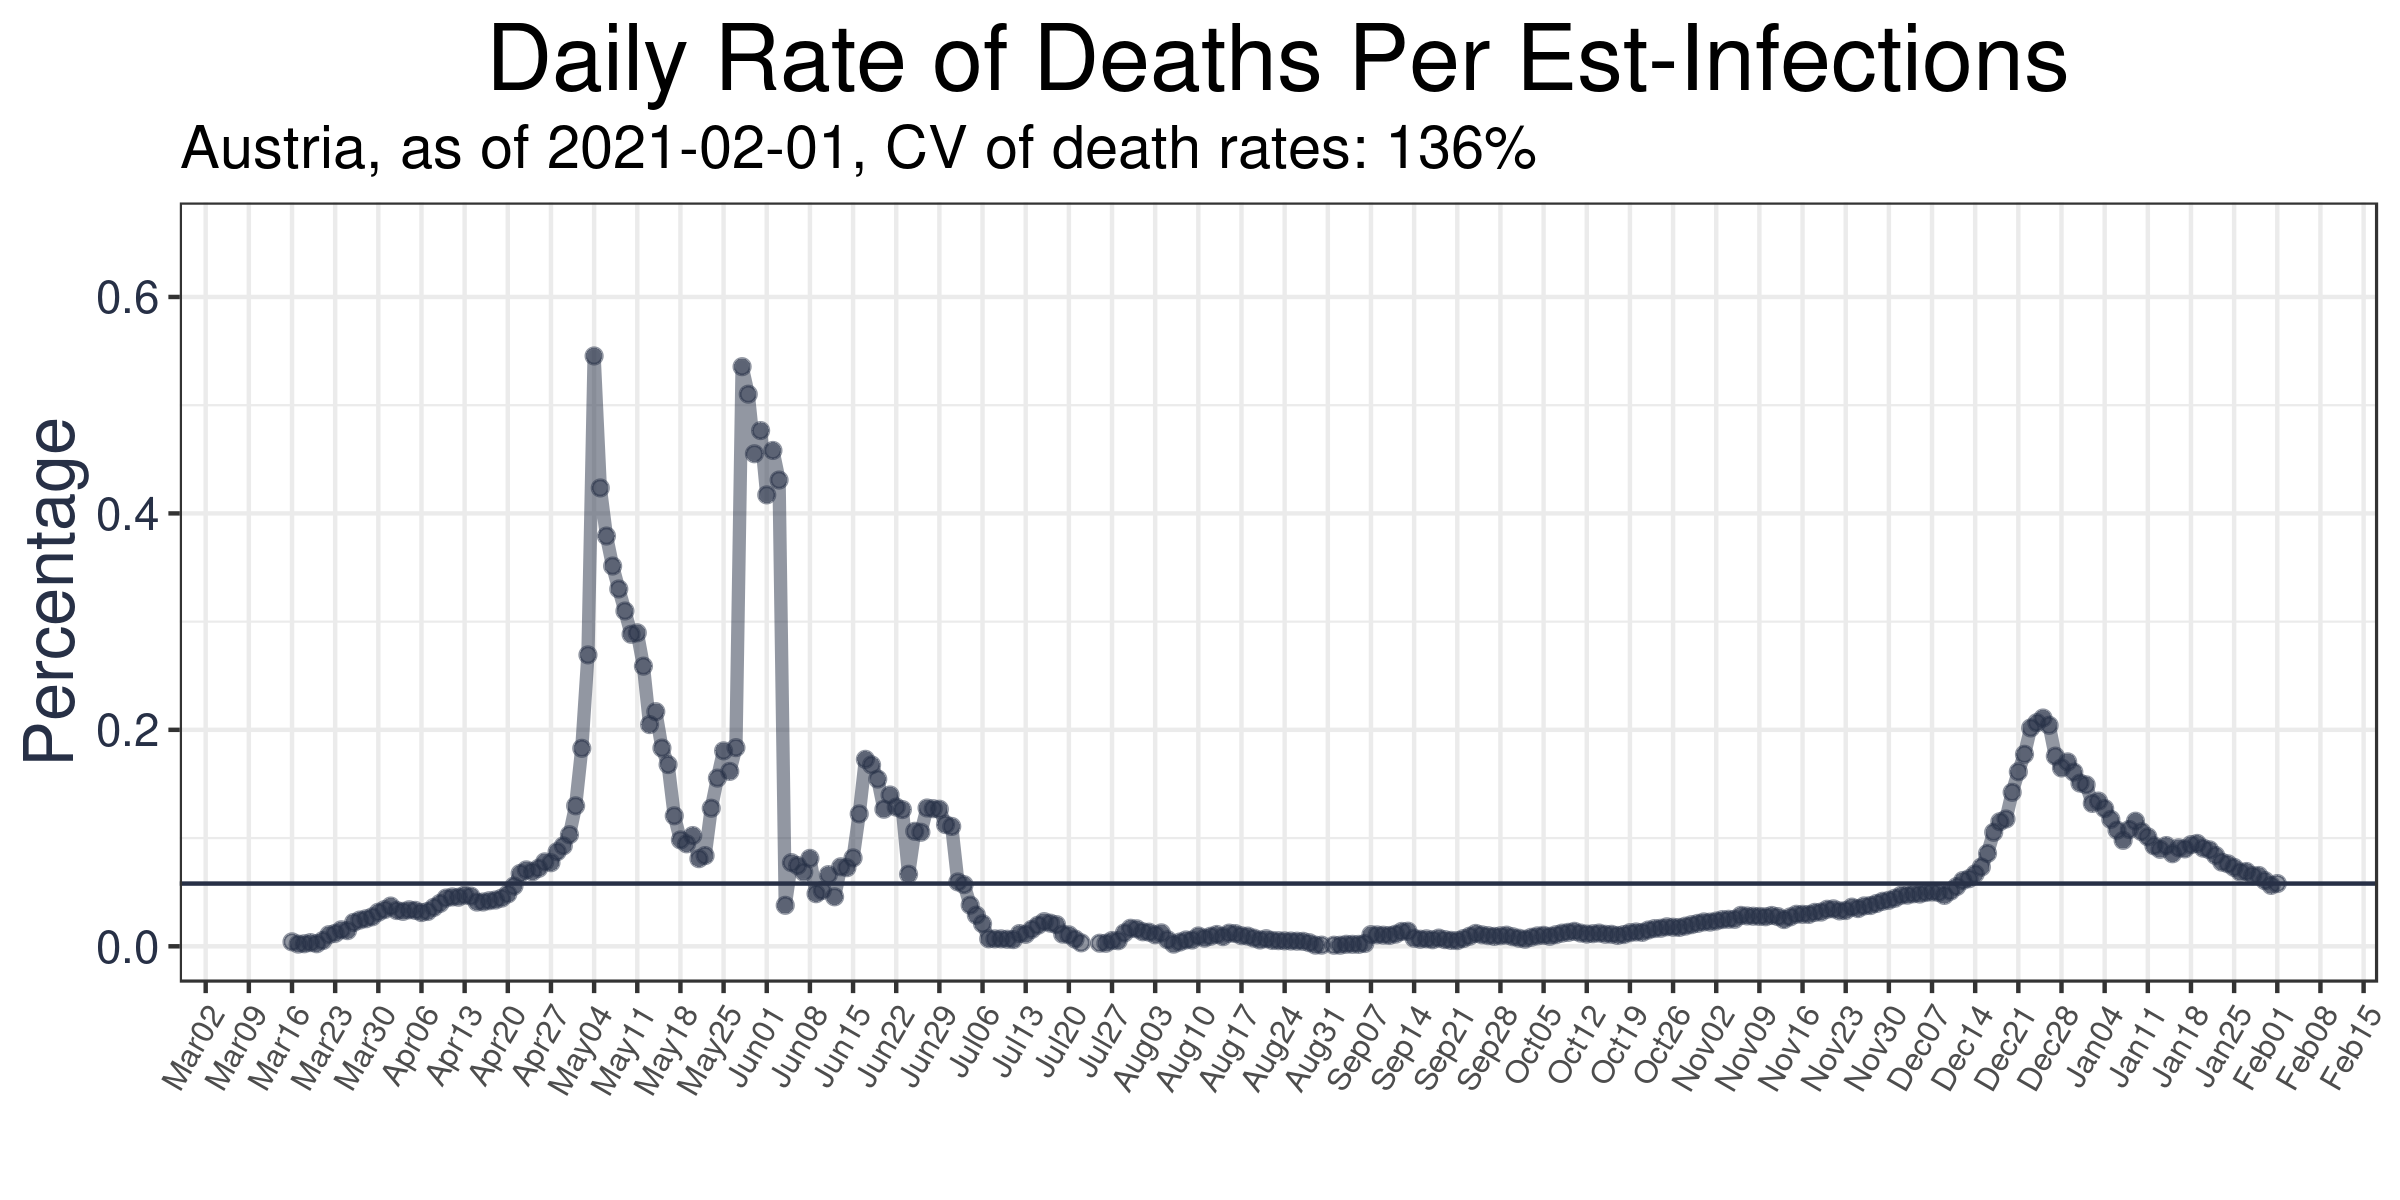 Daily Rate of Deaths Per Est-Infections
Austria, as of 2021-02-01, CV of death rates: 136%
Percentage
0.6
0.4
0.2
0.0
Mar02
Mar09
Mar16
Mar23
Mar30
Apr06
Apr13
Apr20
Apr27
May04
May11
May18
May25
Jun01
Jun08
Jun15
Jun22
Jun29
Jul06
Jul13
Jul20
Jul27
Aug03
Aug10
Aug17
Aug24
Aug31
Sep07
Sep14
Sep21
Sep28
Oct05
Oct12
Oct19
Oct26
Nov02
Nov09
Nov16
Nov23
Nov30
Dec07
Dec14
Dec21
Dec28
Jan04
Jan11
Jan18
Jan25
Feb01
Feb08
Feb15